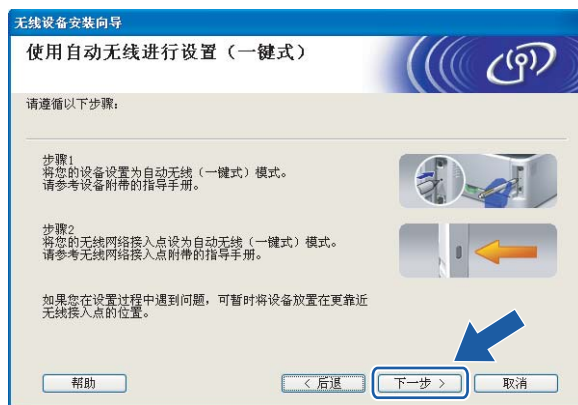 无线设备安装向导
使用自动无线进行设置（一键式）
请遵循以下步骤：
步骤1
将您的设备设置为自动无线（一键式）模式。
请参考设备附带的指导手册。
步骤2
将您的无线网络接入点设为自动无线（一键式）模式。
请参考无线网络接入点附带的指导手册。
如果您在设置过程中遇到问题，可暂时将设备放置在更靠近
无线接入点的位置。
帮助 < 后退 下一步 > 取消